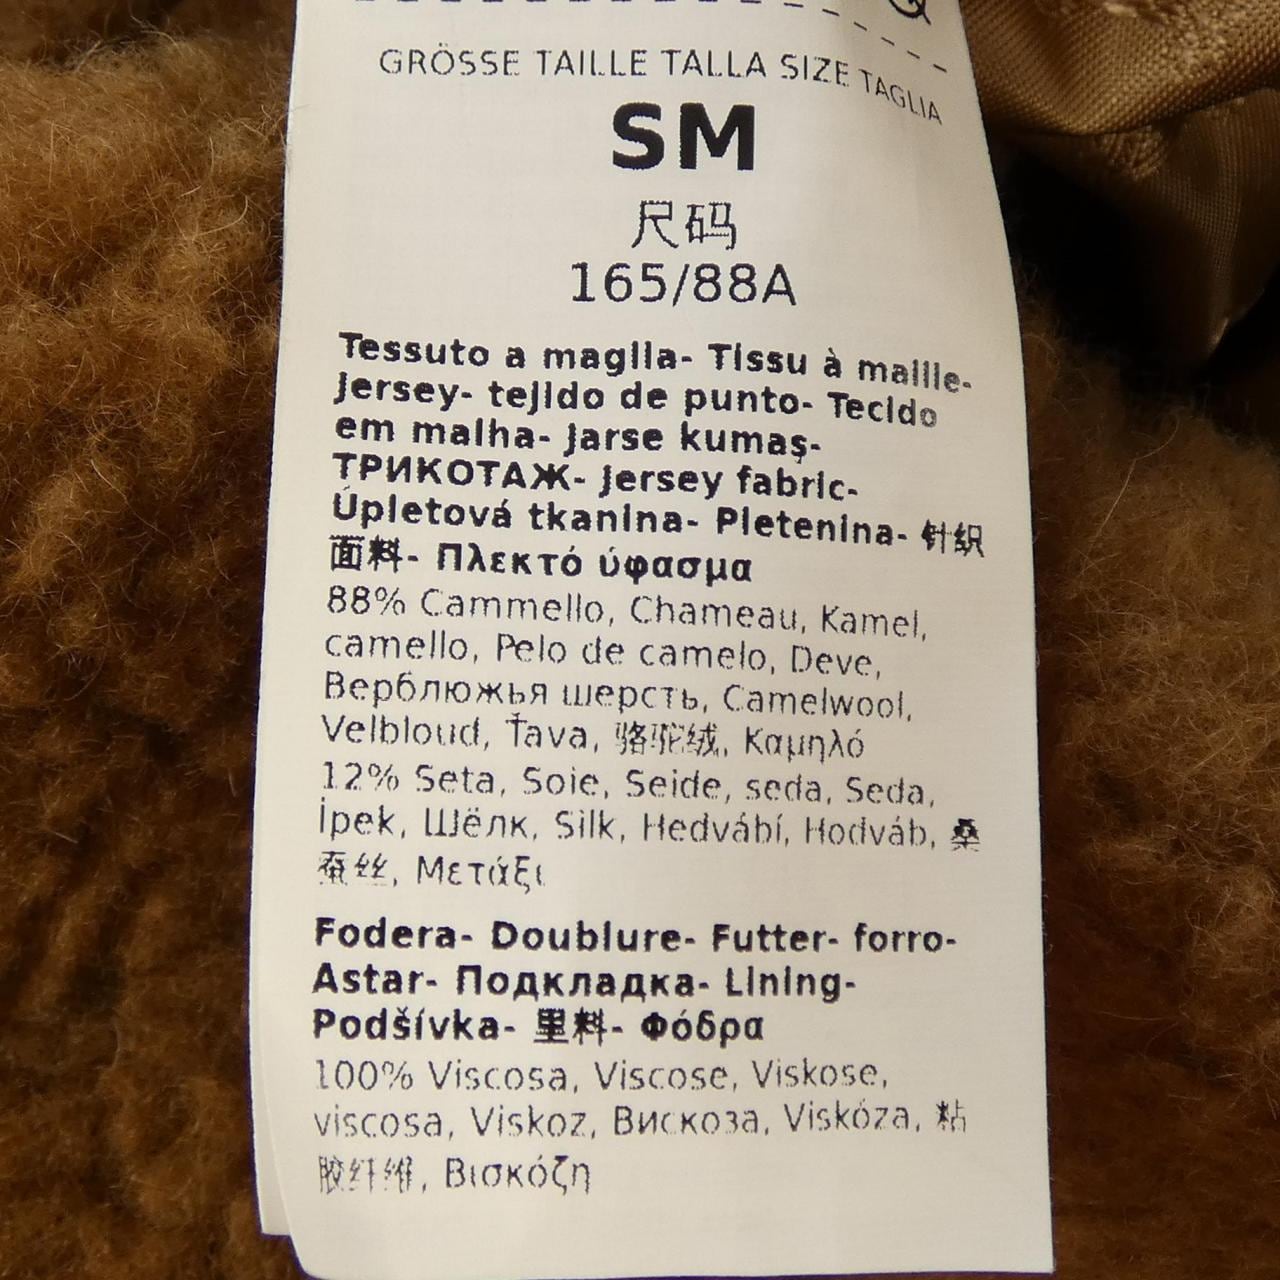 GRÖSSE TAILLE TALLA SIZE TAGLIA
SM
尺码
165/88A
Tessuto a maglia- Tissu à maille-
Jersey- tejido de punto- Tecido
em malha- Jarse kumaş-
ТРИКОТАЖ- Jersey fabric-
Úpletová tkanina- Pletenina- 针织
面料- Πλεκτό ύφασμα
88% Cammello, Chameau, Kamel,
camello, Pelo de camelo, Deve,
Верблюжья шерсть, Camelwool,
Velbloud, Ťava, 骆驼绒, Καμηλό
12% Seta, Soie, Seide, seda, Seda,
İpek, Шёлк, Silk, Hedvábí, Hodváb, 桑
蚕丝, Μετάξι
Fodera- Doublure- Futter- forro-
Astar- Подкладка- Lining-
Podšívka- 里料- Φόδρα
100% Viscosa, Viscose, Viskose,
viscosa, Viskoz, Вискоза, Viskóza, 粘
胶纤维, Βισκόζη